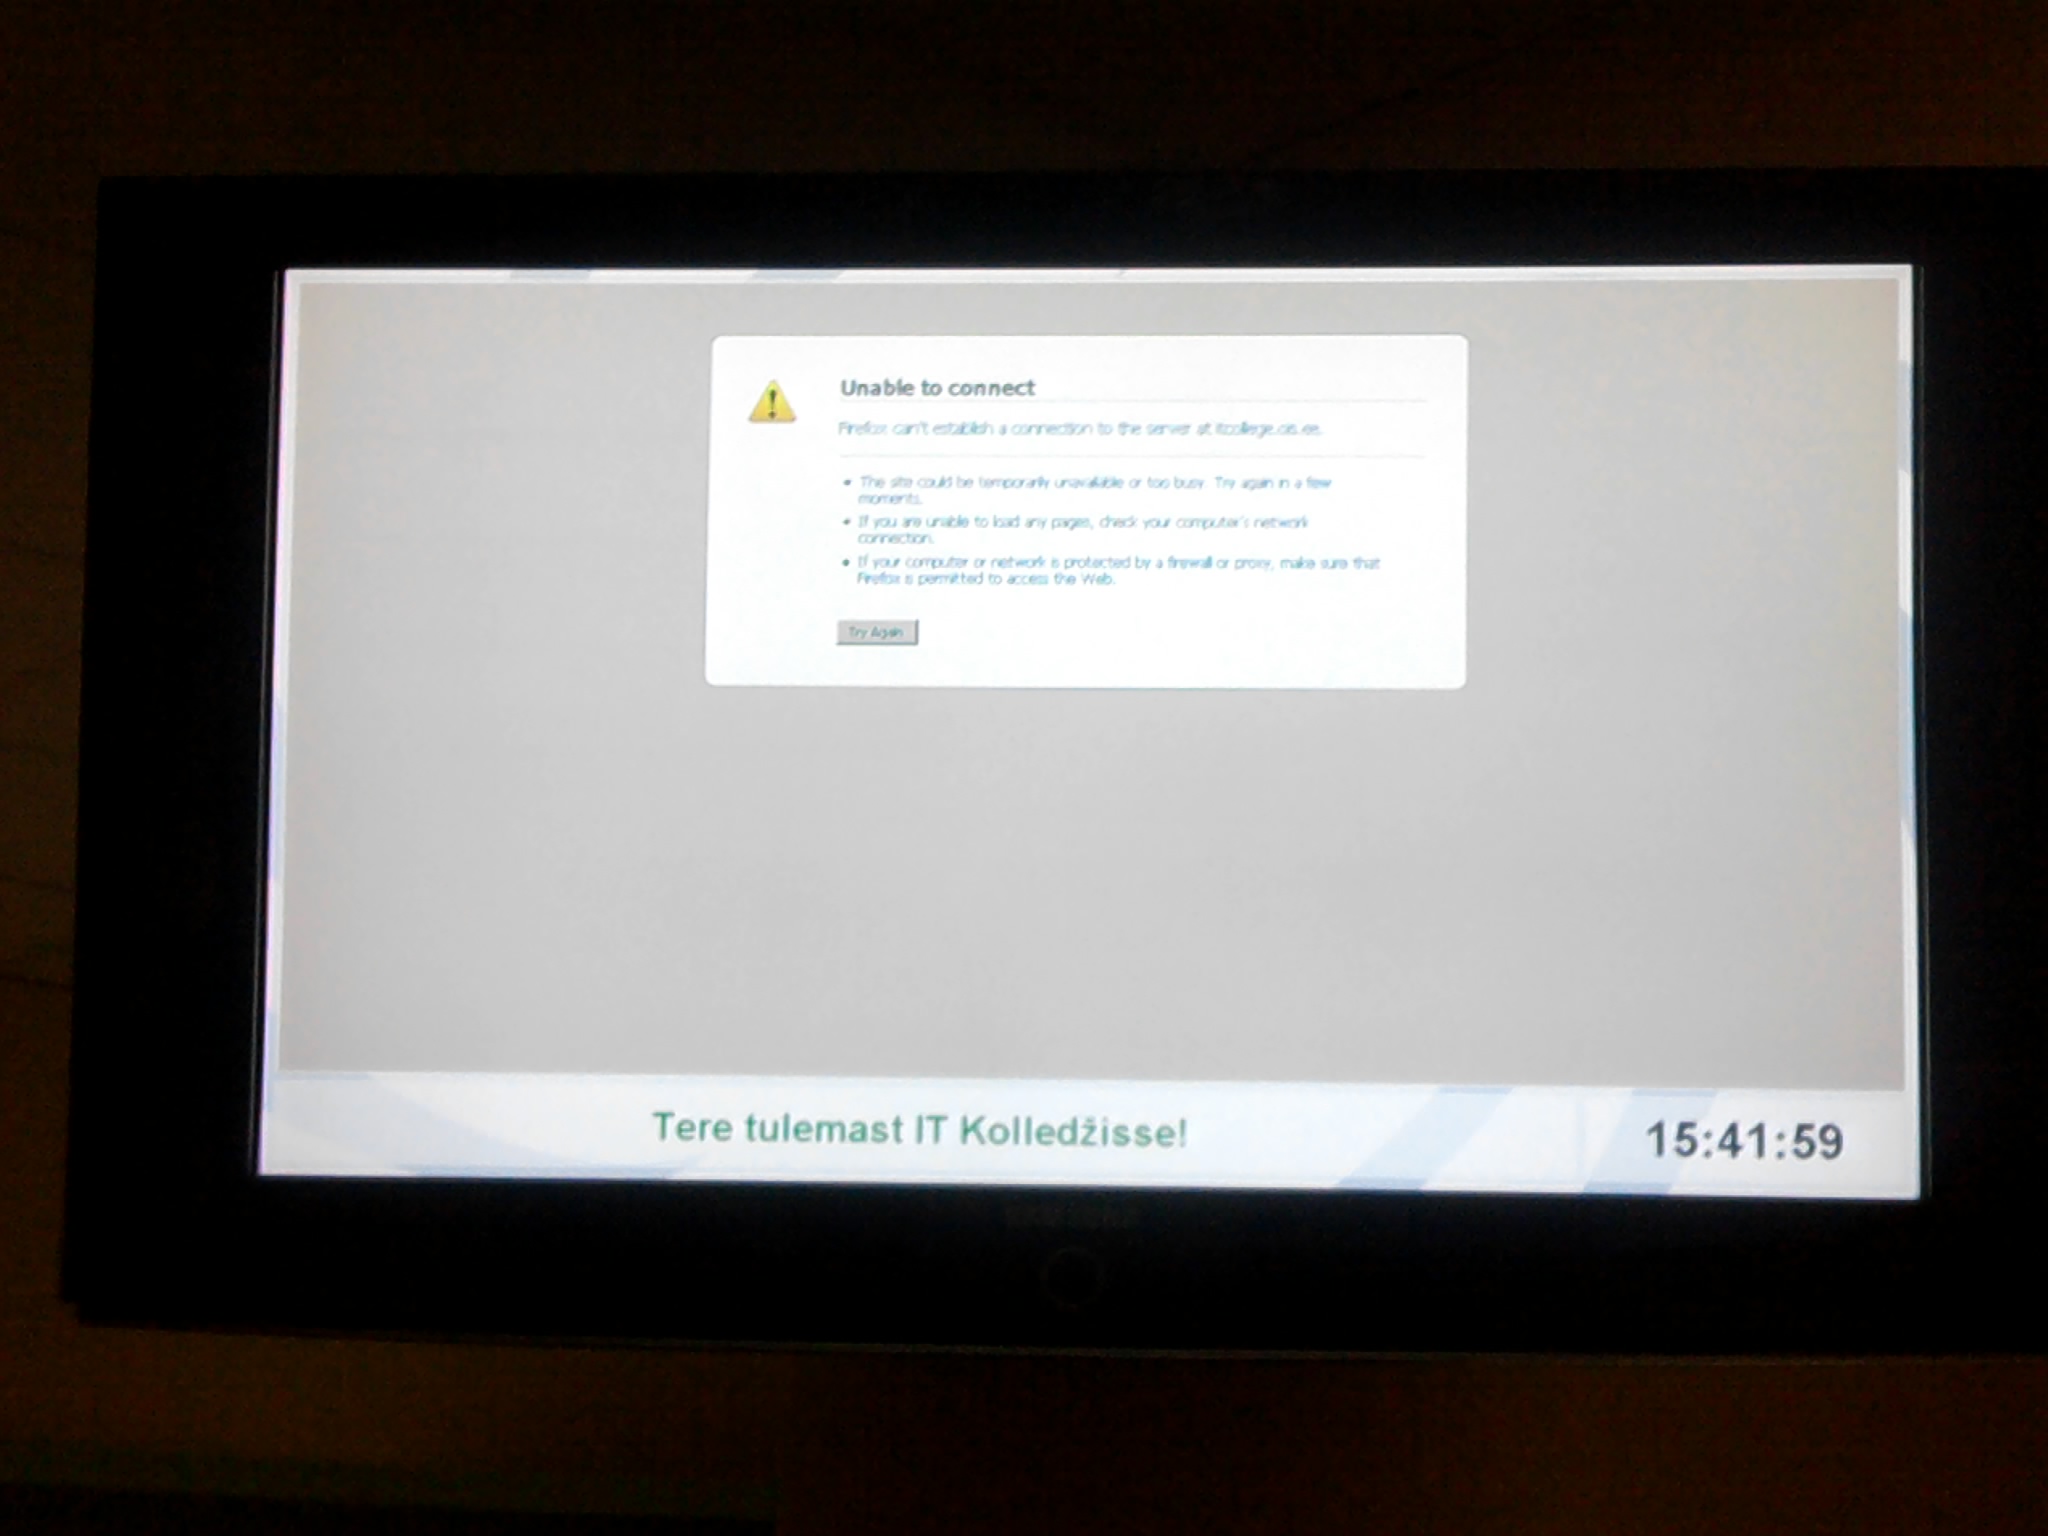 Unable to connect
Firefox can't establish a connection to the server at itcollege.ois.ee.
The site could be temporarily unavailable or too busy. Try again in a few
moments.
If you are unable to load any pages, check your computer's network
connection.
If your computer or network is protected by a firewall or proxy, make sure that
Firefox is permitted to access the Web.
Try Again
Tere tulemast IT Kolledžisse!
15:41:59